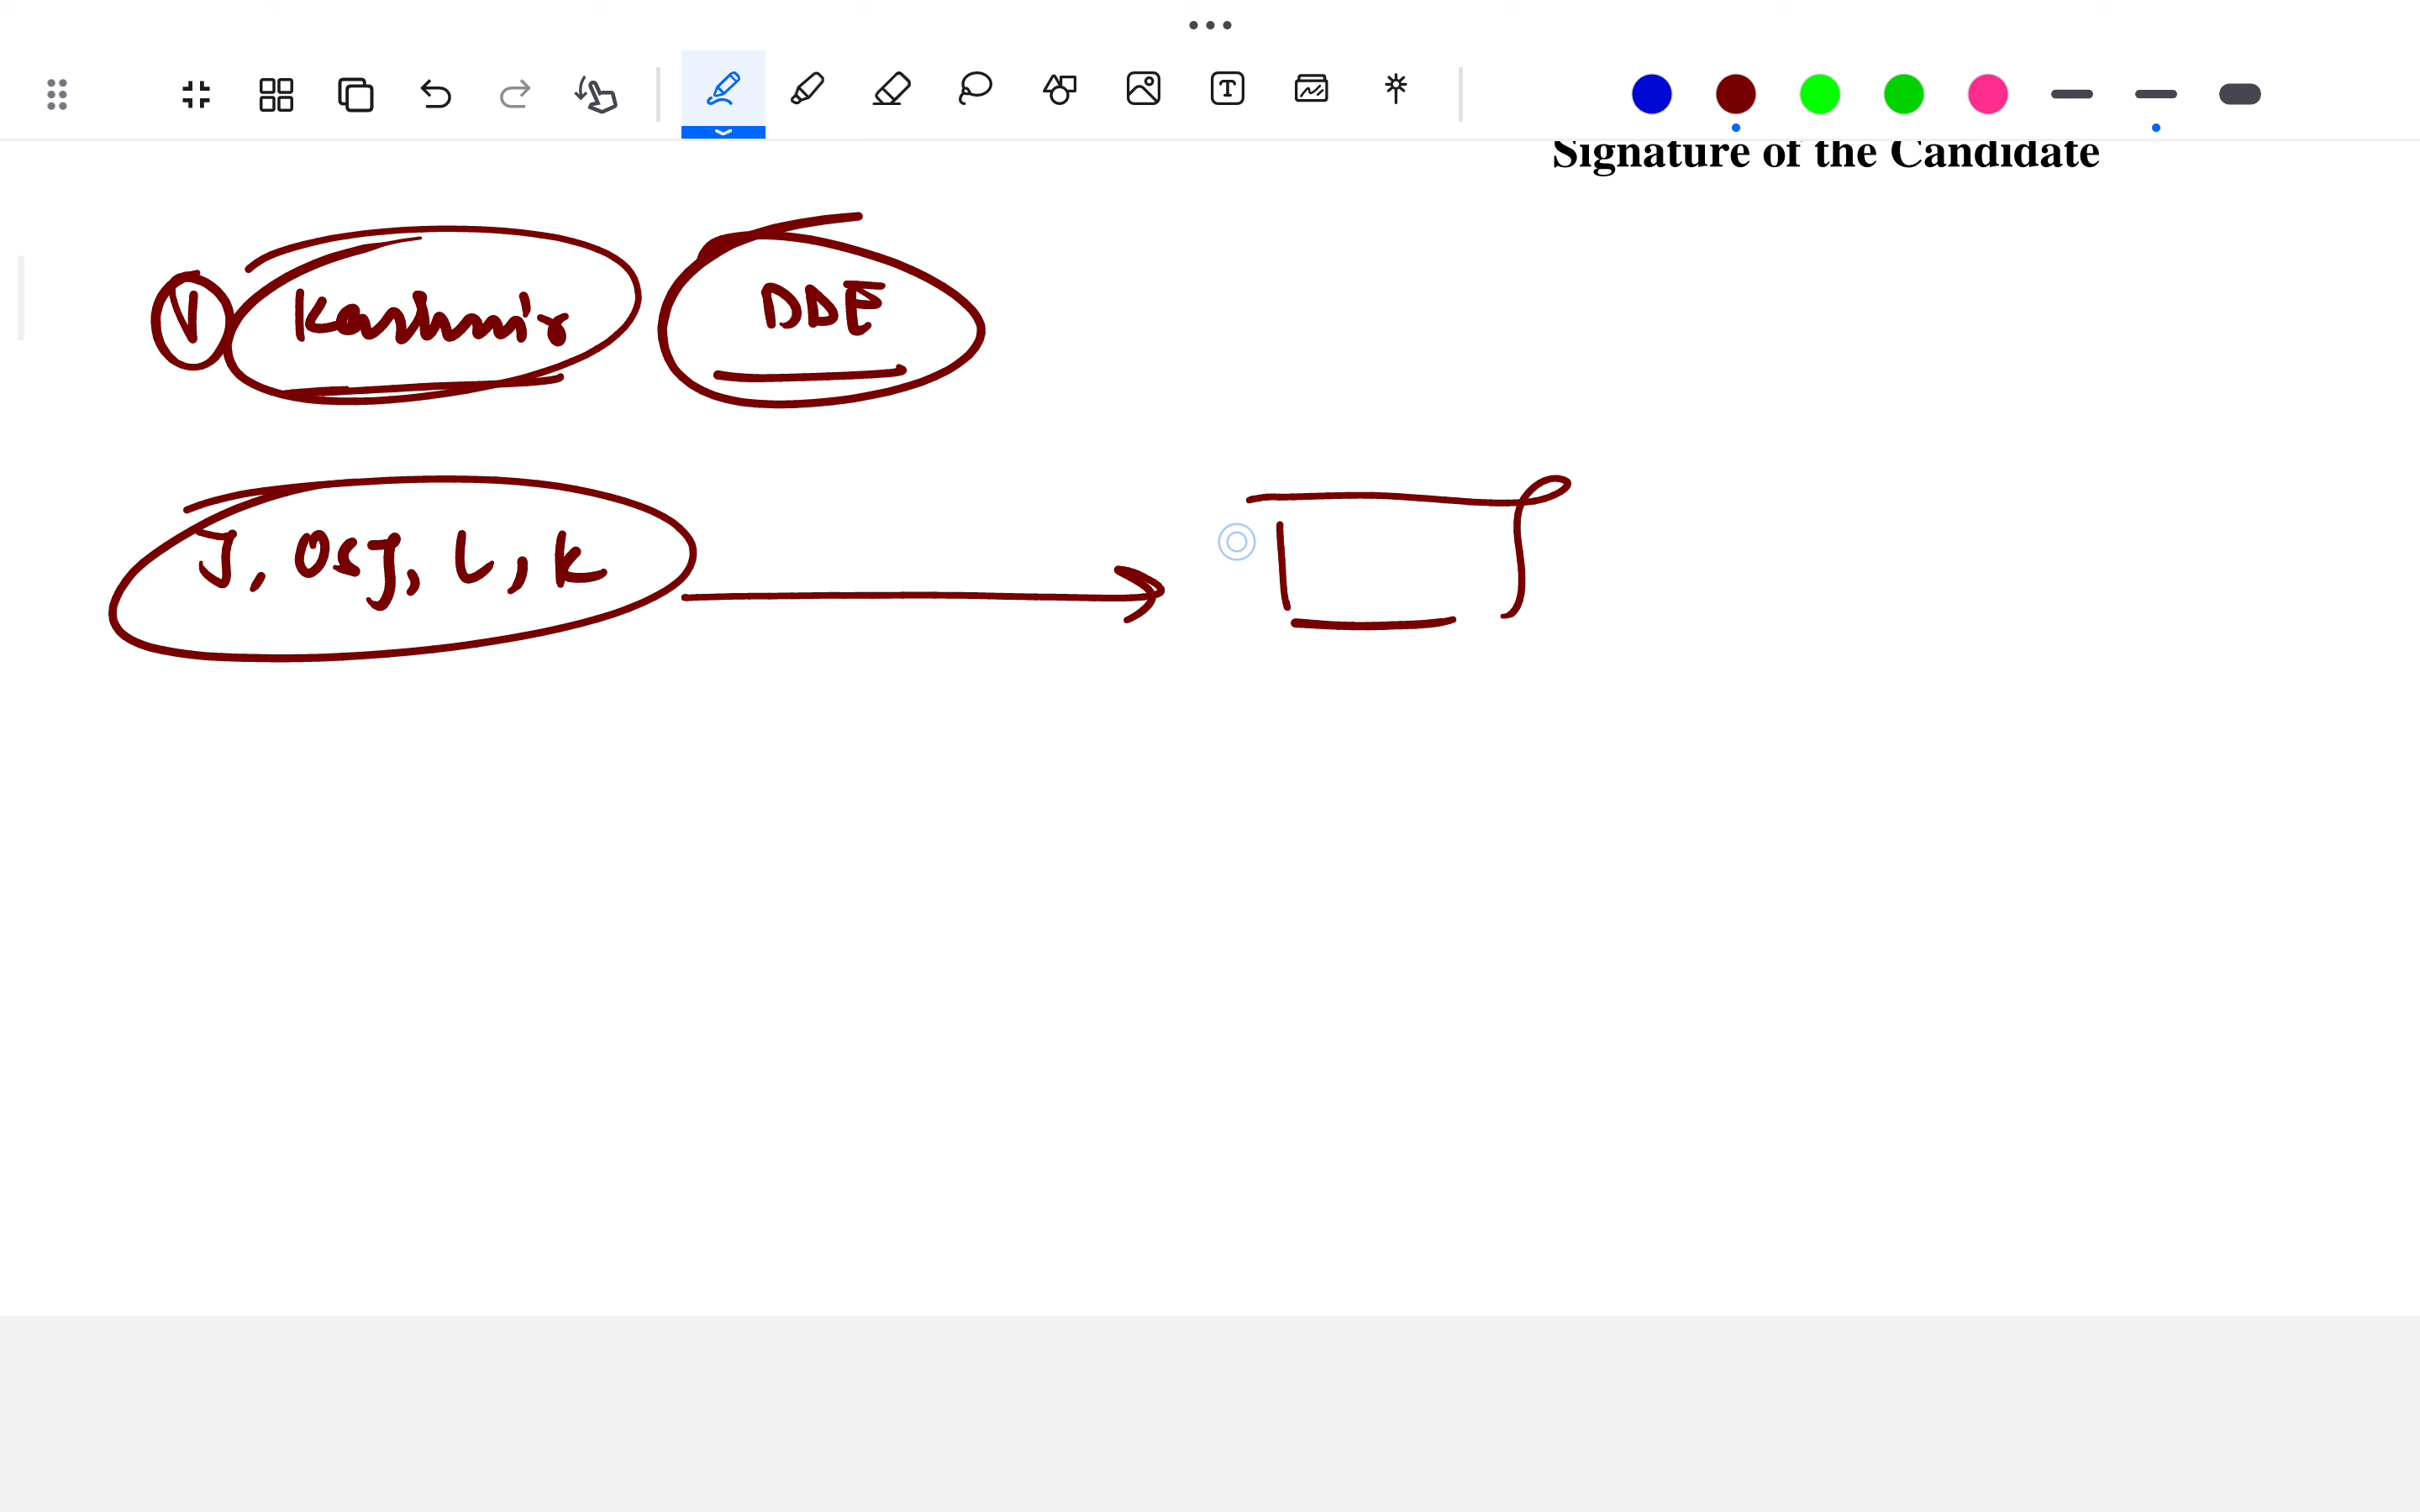 Signature of the Candidate
① Kashmir DDE
J, OSJ, L, K